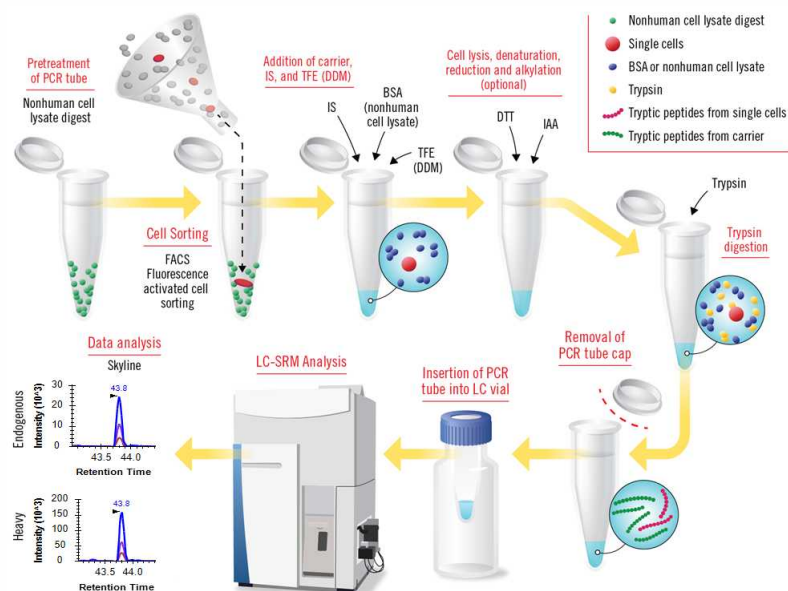 Pretreatment
of PCR tube
Nonhuman cell
lysate digest
Cell Sorting
FACS
Fluorescence
activated cell
sorting
Addition of carrier,
IS, and TFE (DDM)
IS
BSA
(nonhuman
cell lysate)
TFE
(DDM)
Cell lysis, denaturation,
reduction and alkylation
(optional)
DTT
IAA
Nonhuman cell lysate digest
Single cells
BSA or nonhuman cell lysate
Trypsin
Tryptic peptides from single cells
Tryptic peptides from carrier
Trypsin
Trypsin
digestion
Removal of
PCR tube cap
Insertion of PCR
tube into LC vial
LC-SRM Analysis
Data analysis
Skyline
Endogenous
Intensity (10^3)
30
20
10
0
43.8
43.5 44.0
Retention Time
Heavy
Intensity (10^3)
200
150
100
50
0
43.8
43.5 44.0
Retention Time